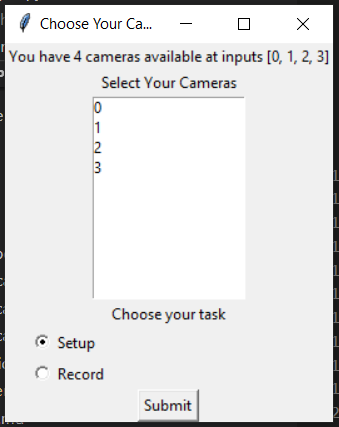 Choose Your Ca...
You have 4 cameras available at inputs [0, 1, 2, 3]
Select Your Cameras
0
1
2
3
Choose your task
Setup
Record
Submit